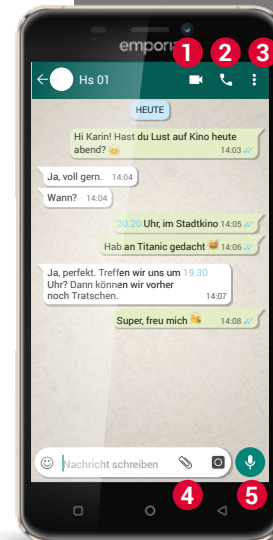 emporia
1 2 3
Hs 01
HEUTE
Hi Karin! Hast du Lust auf Kino heute
abend?
14:03
Ja, voll gern. 14:04
Wann? 14:04
20.20 Uhr, im Stadtkino 14:05
Hab an Titanic gedacht 14:06
Ja, perfekt. Treffen wir uns um 19.30
Uhr? Dann können wir vorher
noch Tratschen. 14:07
Super, freu mich 14:08
Nachricht schreiben
4 5